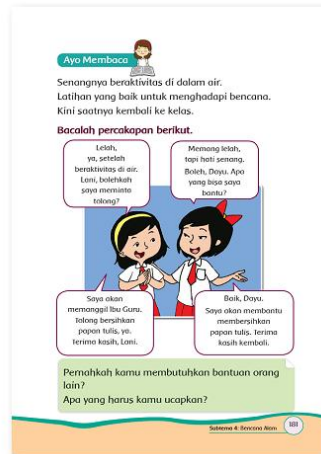 Ayo Membaca
Senangnya beraktivitas di dalam air.
Latihan yang baik untuk menghadapi bencana.
Kini saatnya kembali ke kelas.
Bacalah percakapan berikut.
Lelah,
ya, setelah
beraktivitas di air.
Lani, bolehkah
saya meminta
tolong?
Memang lelah,
tapi hati senang.
Boleh, Dayu. Apa
yang bisa saya
bantu?
Saya akan
memanggil Ibu Guru.
Tolong bersihkan
papan tulis, ya.
Terima kasih, Lani.
Baik, Dayu.
Saya akan membantu
membersihkan
papan tulis. Terima
kasih kembali.
Pernahkah kamu membutuhkan bantuan orang
lain?
Apa yang harus kamu ucapkan?
Subtema 4: Bencana Alam